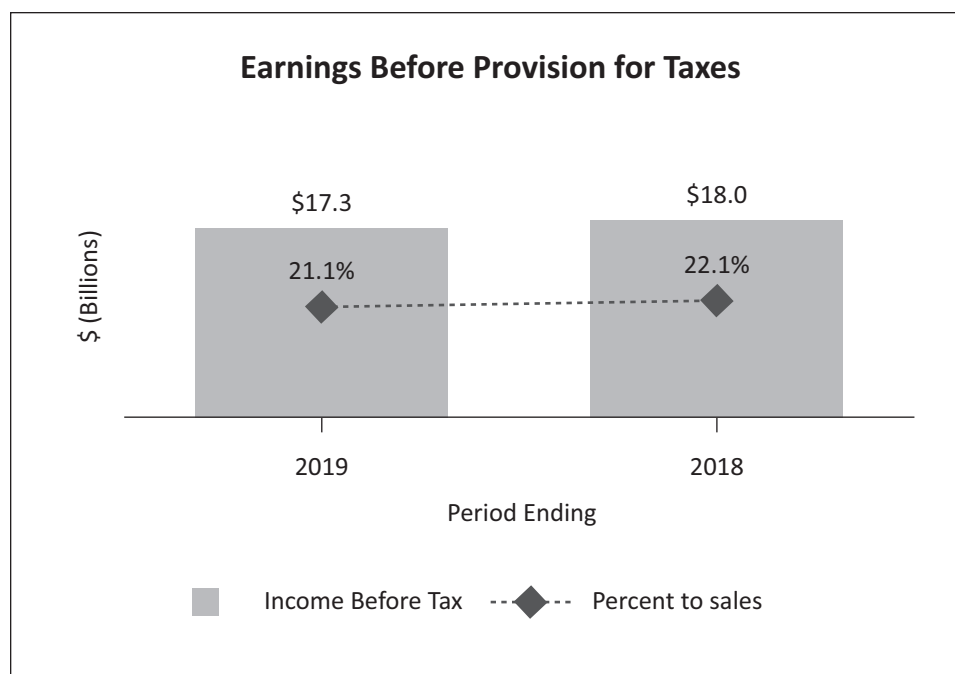 Earnings Before Provision for Taxes
$17.3
$18.0
21.1%
22.1%
$ (Billions)
2019
2018
Period Ending
Income Before Tax
Percent to sales